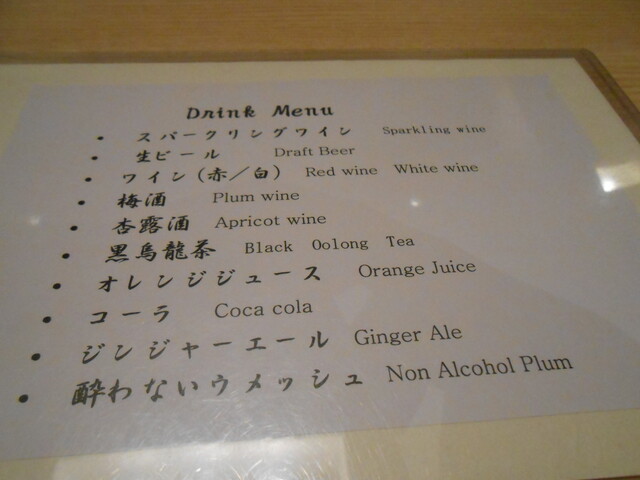 Drink Menu
• スパークリングワイン Sparkling wine
• 生ビール Draft Beer
• ワイン(赤/白) Red wine White wine
• 梅酒 Plum wine
• 杏露酒 Apricot wine
• 黒烏龍茶 Black Oolong Tea
• オレンジジュース Orange Juice
• コーラ Coca cola
• ジンジャーエール Ginger Ale
• 酔わないウメッシュ Non Alcohol Plum